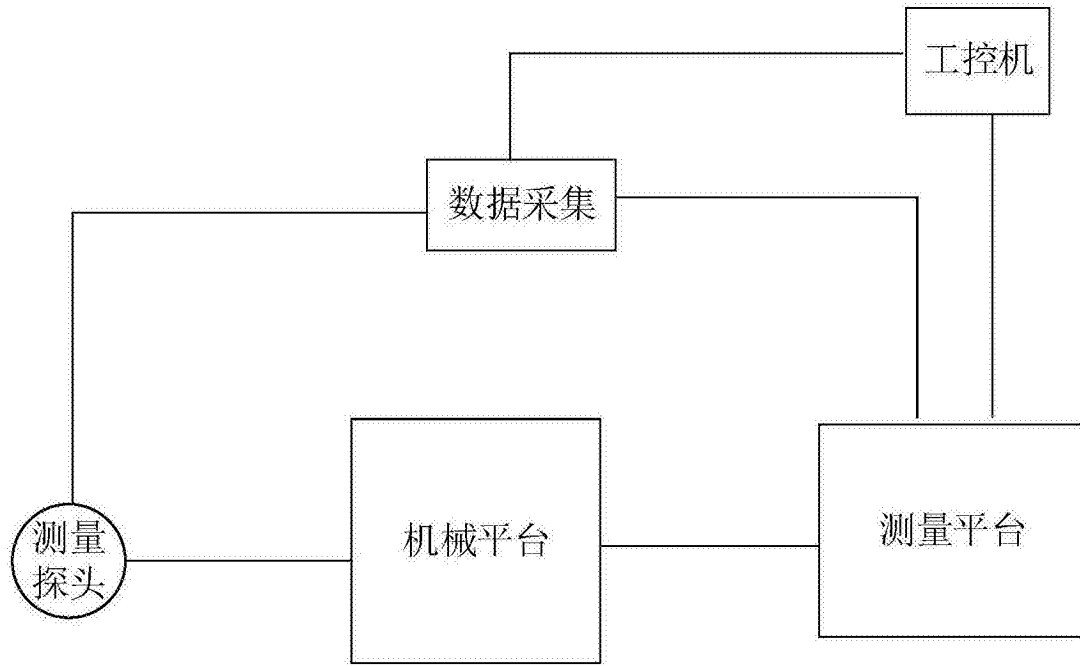 工控机
数据采集
测量
探头
机械平台
测量平台